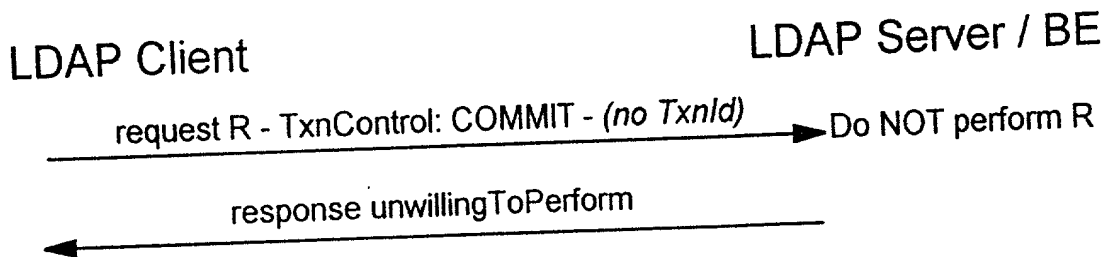 LDAP Client
LDAP Server / BE
request R - TxnControl: COMMIT - (no TxnId)
Do NOT perform R
response unwillingToPerform